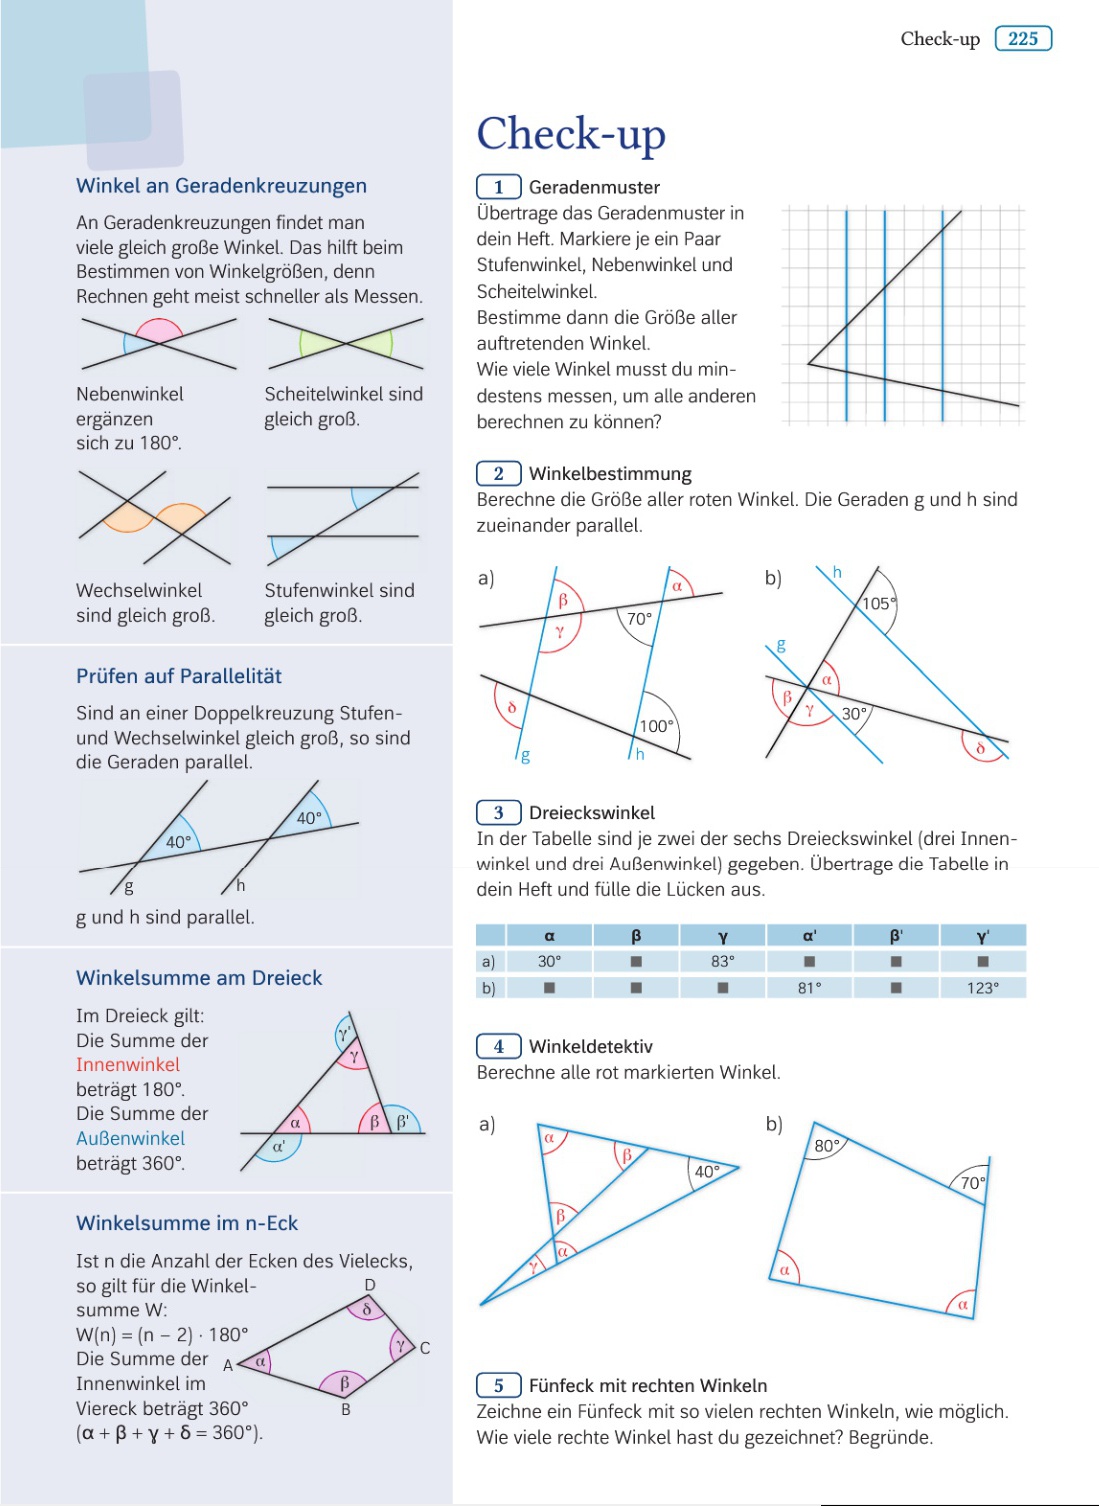 Check-up 225
Winkel an Geradenkreuzungen
An Geradenkreuzungen findet man
viele gleich große Winkel. Das hilft beim
Bestimmen von Winkelgrößen, denn
Rechnen geht meist schneller als Messen.
Nebenwinkel
ergänzen
sich zu 180°.
Scheitelwinkel sind
gleich groß.
Wechselwinkel
sind gleich groß.
Stufenwinkel sind
gleich groß.
Prüfen auf Parallelität
Sind an einer Doppelkreuzung Stufen-
und Wechselwinkel gleich groß, so sind
die Geraden parallel.
40°
40°
g
h
g und h sind parallel.
Winkelsumme am Dreieck
Im Dreieck gilt:
Die Summe der
Innenwinkel
beträgt 180°.
Die Summe der
Außenwinkel
beträgt 360°.
γ'
γ
α
β
β'
α'
Winkelsumme im n-Eck
Ist n die Anzahl der Ecken des Vielecks,
so gilt für die Winkel-
summe W:
W(n) = (n − 2) · 180°
Die Summe der
Innenwinkel im
Viereck beträgt 360°
(α + β + γ + δ = 360°).
D
δ
γ
C
A
α
β
B
Check-up
1 Geradenmuster
Übertrage das Geradenmuster in
dein Heft. Markiere je ein Paar
Stufenwinkel, Nebenwinkel und
Scheitelwinkel.
Bestimme dann die Größe aller
auftretenden Winkel.
Wie viele Winkel musst du min-
destens messen, um alle anderen
berechnen zu können?
2 Winkelbestimmung
Berechne die Größe aller roten Winkel. Die Geraden g und h sind
zueinander parallel.
a)
β
α
γ
70°
δ
100°
g
h
b)
h
105°
g
α
β
γ
30°
δ
3 Dreieckswinkel
In der Tabelle sind je zwei der sechs Dreieckswinkel (drei Innen-
winkel und drei Außenwinkel) gegeben. Übertrage die Tabelle in
dein Heft und fülle die Lücken aus.
α β γ α' β' γ'
a) 30° ■ 83° ■ ■ ■
b) ■ ■ ■ 81° ■ 123°
4 Winkeldetektiv
Berechne alle rot markierten Winkel.
a)
α
β
40°
β
α
γ
b)
80°
70°
α
α
5 Fünfeck mit rechten Winkeln
Zeichne ein Fünfeck mit so vielen rechten Winkeln, wie möglich.
Wie viele rechte Winkel hast du gezeichnet? Begründe.